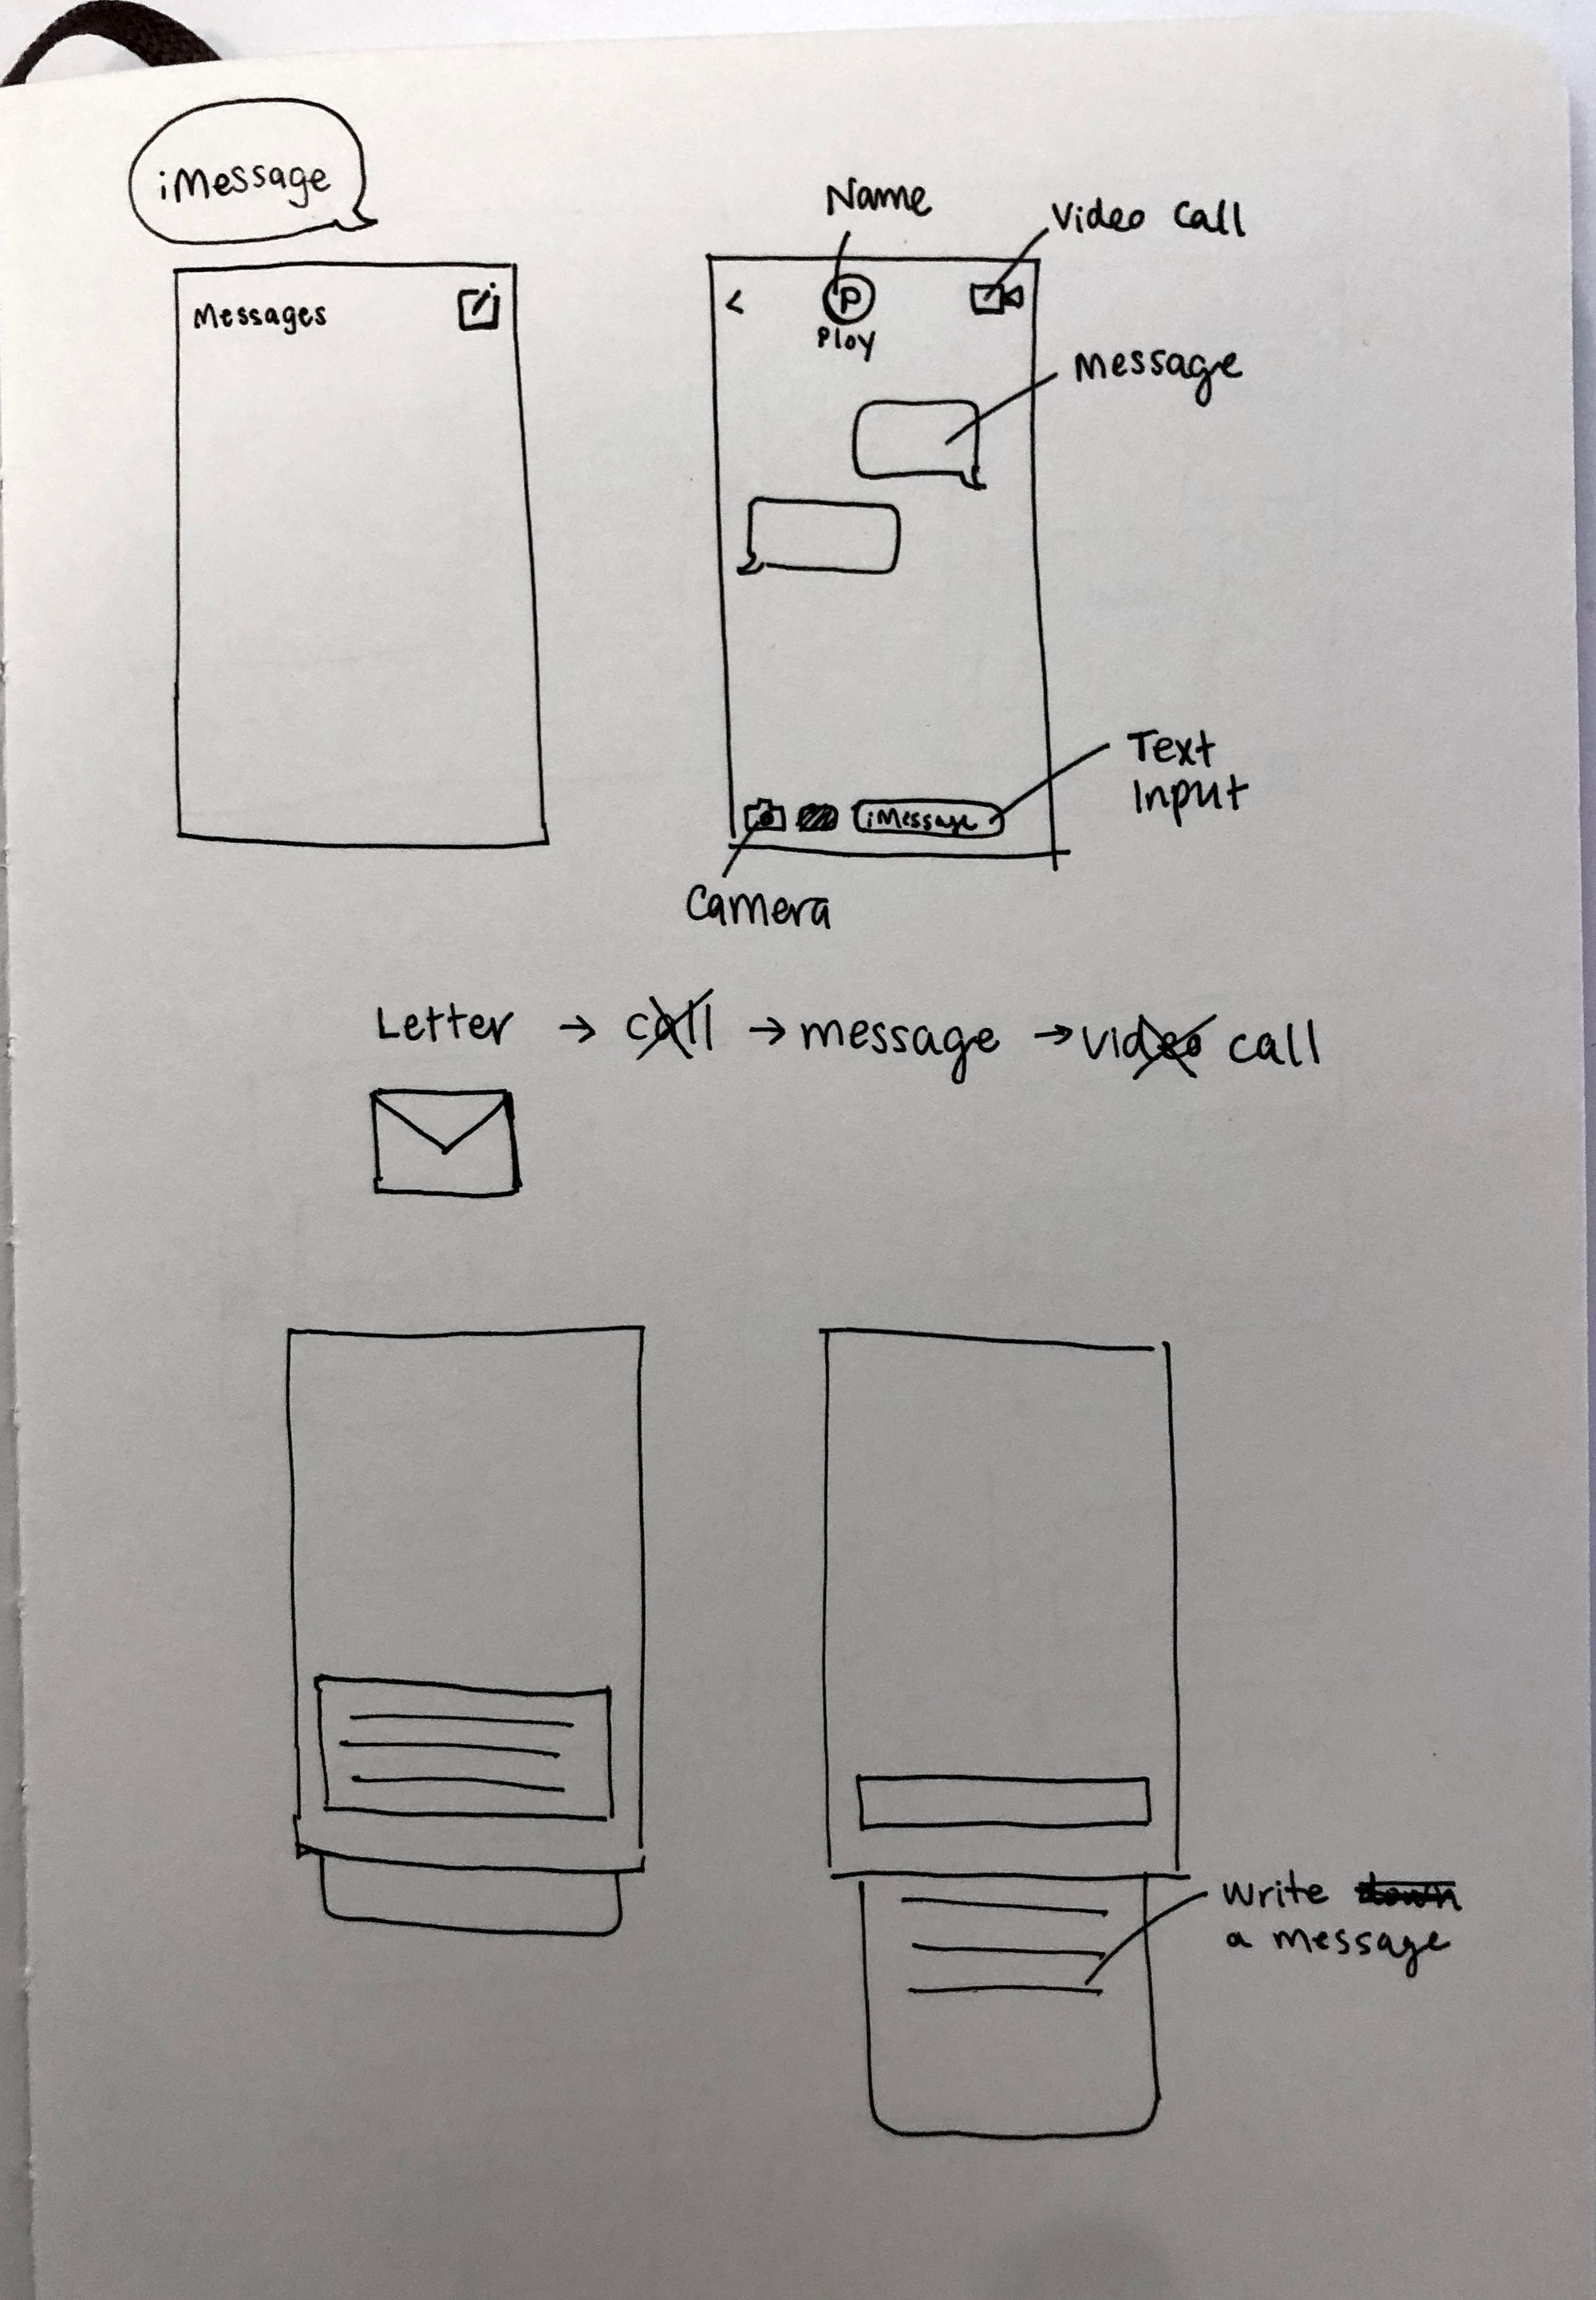 iMessage
Name
Video Call
Messages
<
P
Ploy
Message
Text
Input
iMessage
Camera
Letter → call → message → video call
Write down
a message